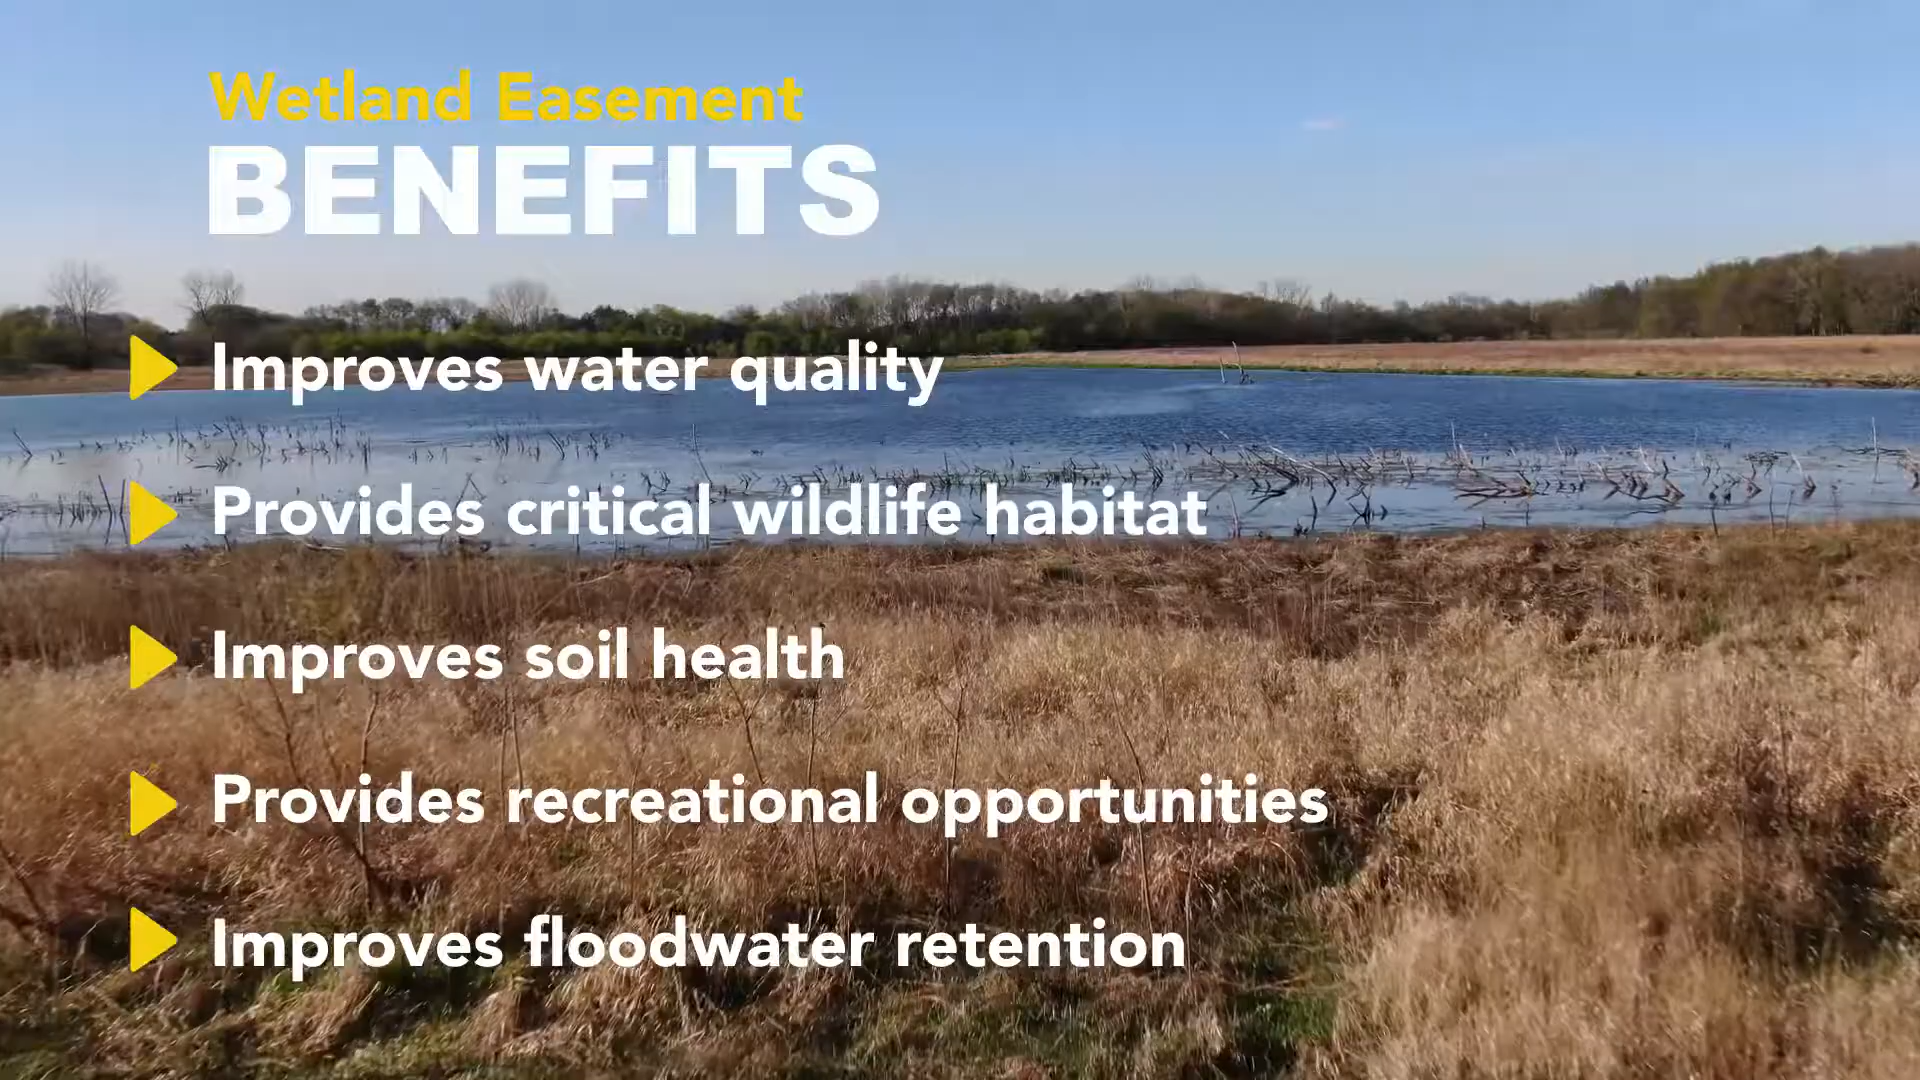 Wetland Easement
BENEFITS
Improves water quality
Provides critical wildlife habitat
Improves soil health
Provides recreational opportunities
Improves floodwater retention